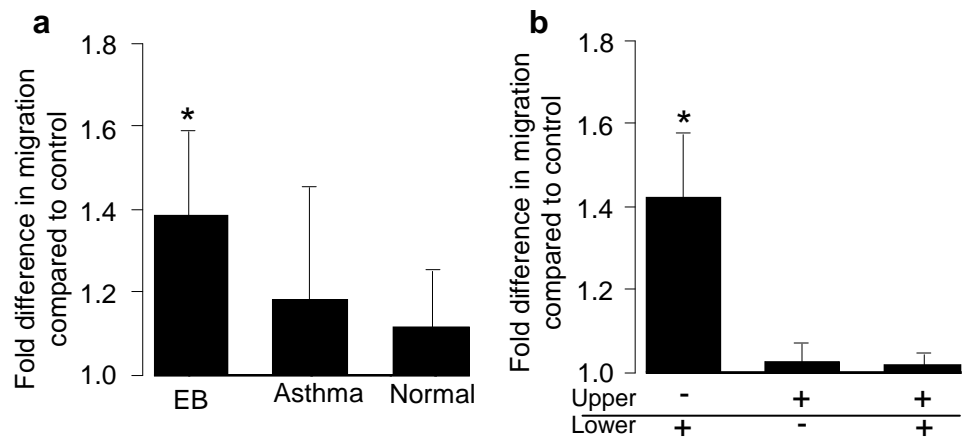 a
Fold difference in migration
compared to control
1.8
1.6
1.4
1.2
1.0
*
EB Asthma Normal
b
Fold difference in migration
compared to control
1.8
1.6
1.4
1.2
1.0
*
Upper - + +
Lower + - +